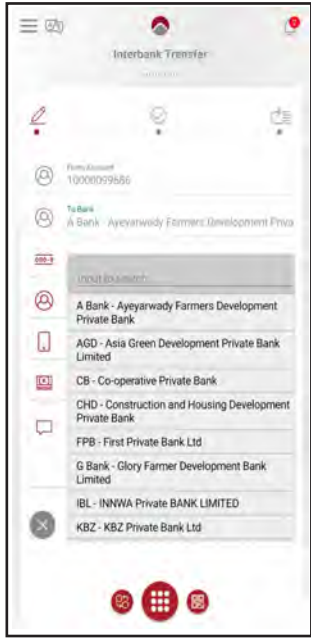 Interbank Transfer
From Account
10000099886
To Bank
A Bank - Ayeyarwady Farmers Development Priva
Input to search
A Bank - Ayeyarwady Farmers Development
Private Bank
AGD - Asia Green Development Private Bank
Limited
CB - Co-operative Private Bank
CHD - Construction and Housing Development
Private Bank
FPB - First Private Bank Ltd
G Bank - Glory Farmer Development Bank
Limited
IBL - INNWA Private BANK LIMITED
KBZ - KBZ Private Bank Ltd